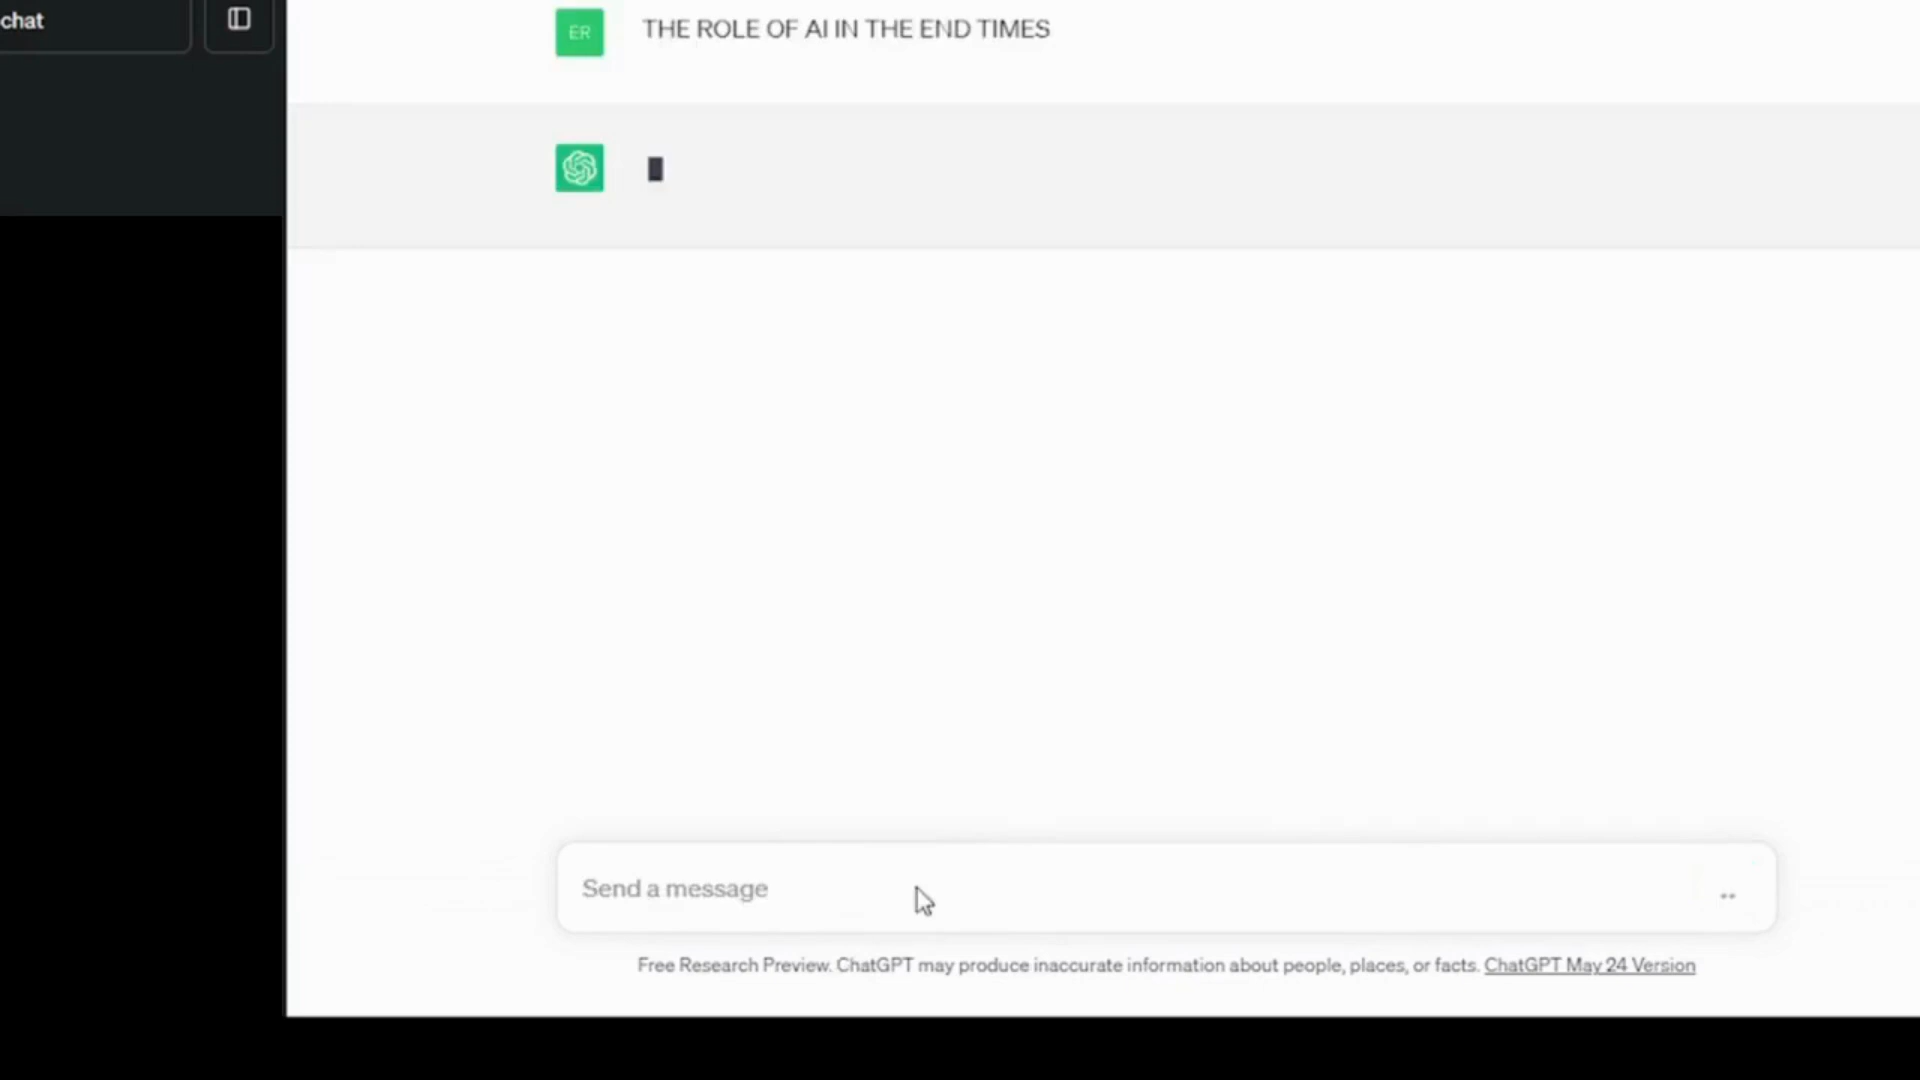 chat
ER
THE ROLE OF AI IN THE END TIMES
Send a message
Free Research Preview. ChatGPT may produce inaccurate information about people, places, or facts. ChatGPT May 24 Version